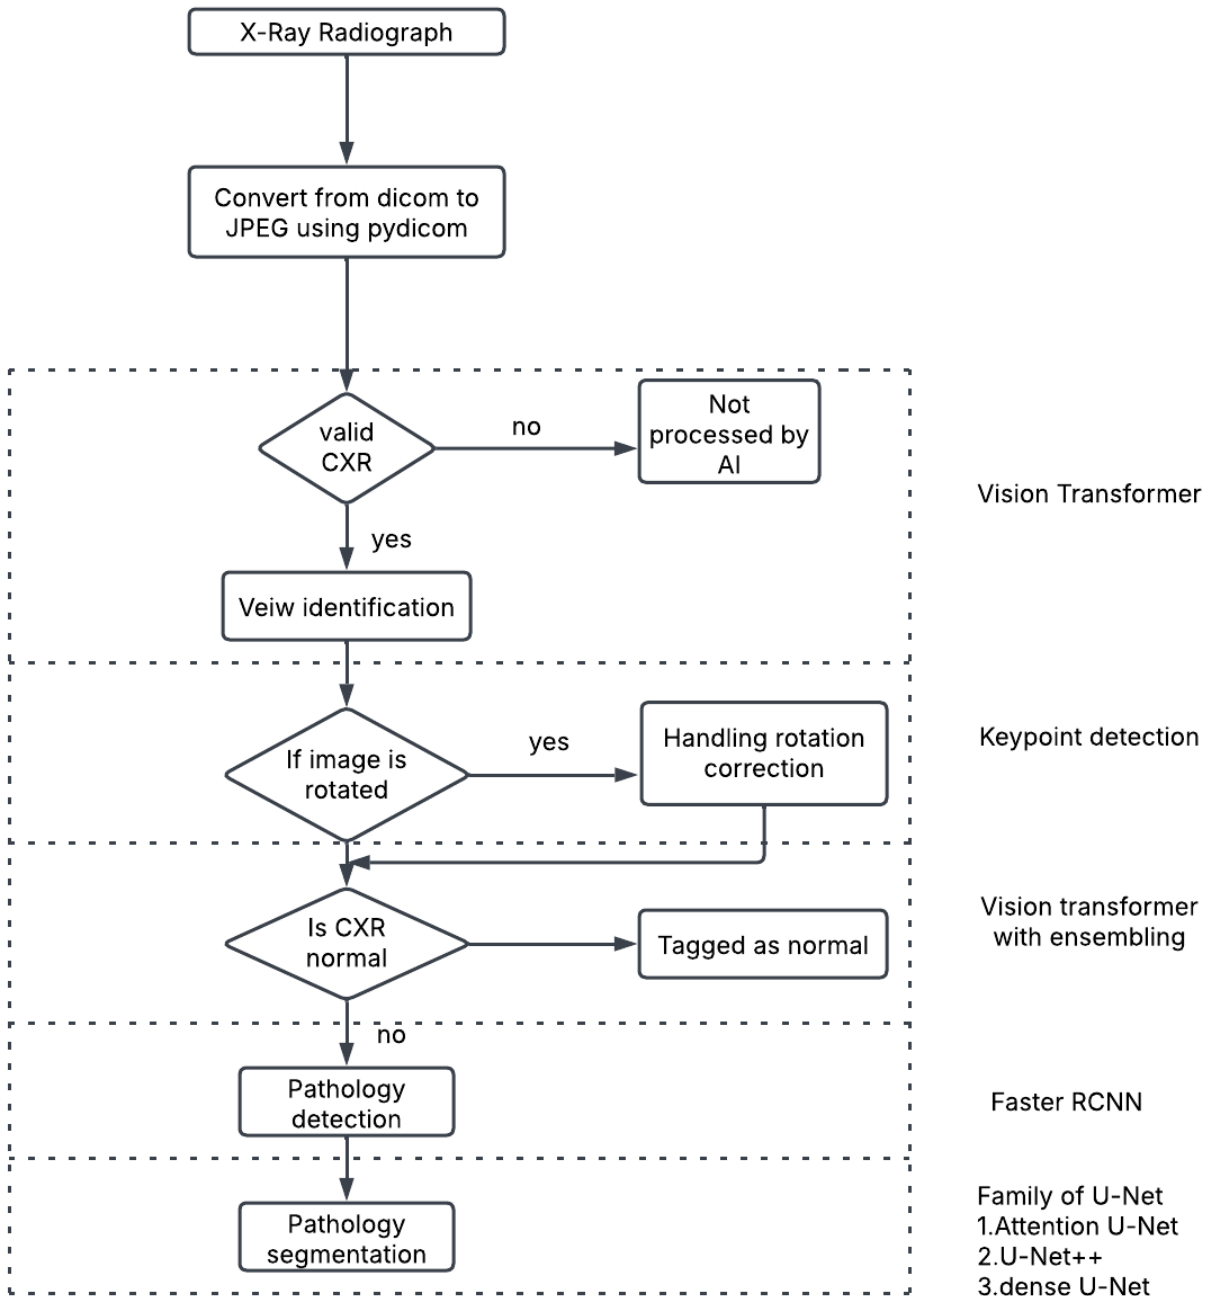 X-Ray Radiograph
Convert from dicom to
JPEG using pydicom
valid
CXR
no
Not
processed by
AI
Vision Transformer
yes
Veiw identification
If image is
rotated
yes
Handling rotation
correction
Keypoint detection
Is CXR
normal
Tagged as normal
Vision transformer
with ensembling
no
Pathology
detection
Faster RCNN
Pathology
segmentation
Family of U-Net
1.Attention U-Net
2.U-Net++
3.dense U-Net